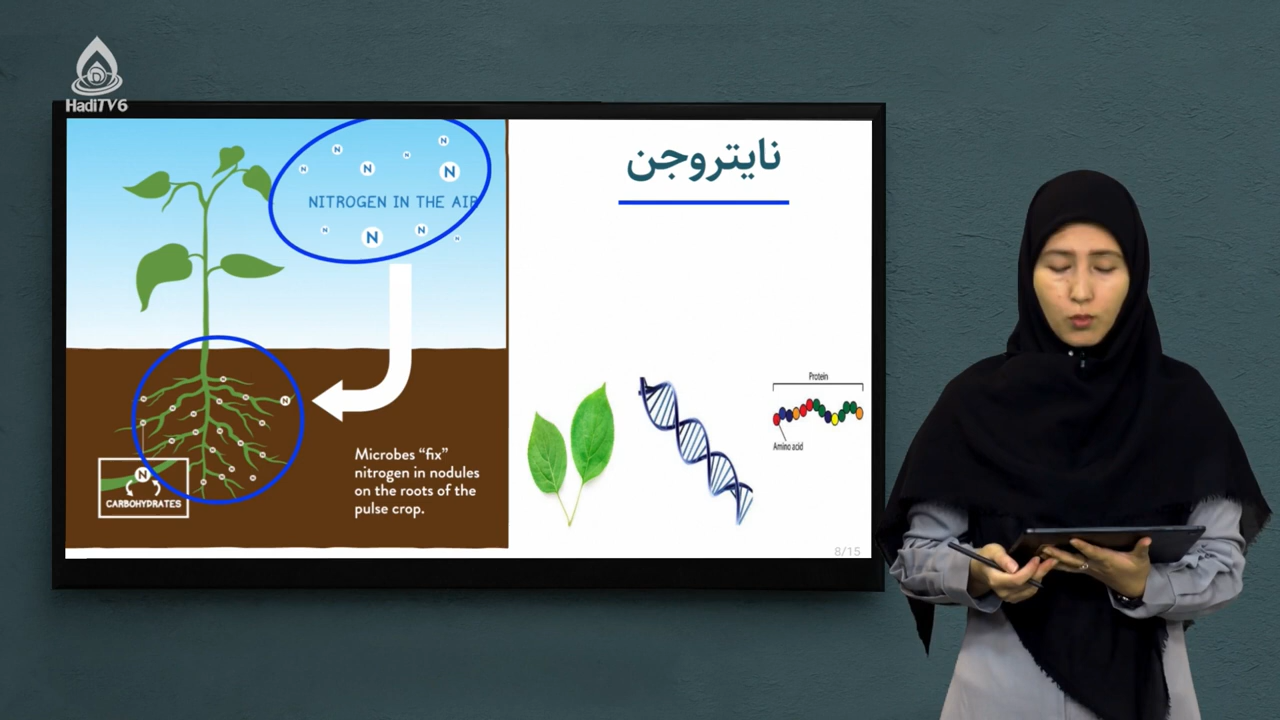 HadiTV6
نایتروجن
N
N
N
N
N
N
NITROGEN IN THE AIR
N
N
N
N
Protein
Amino acid
N
Microbes “fix”
nitrogen in nodules
on the roots of the
pulse crop.
N
CARBOHYDRATES
8/15